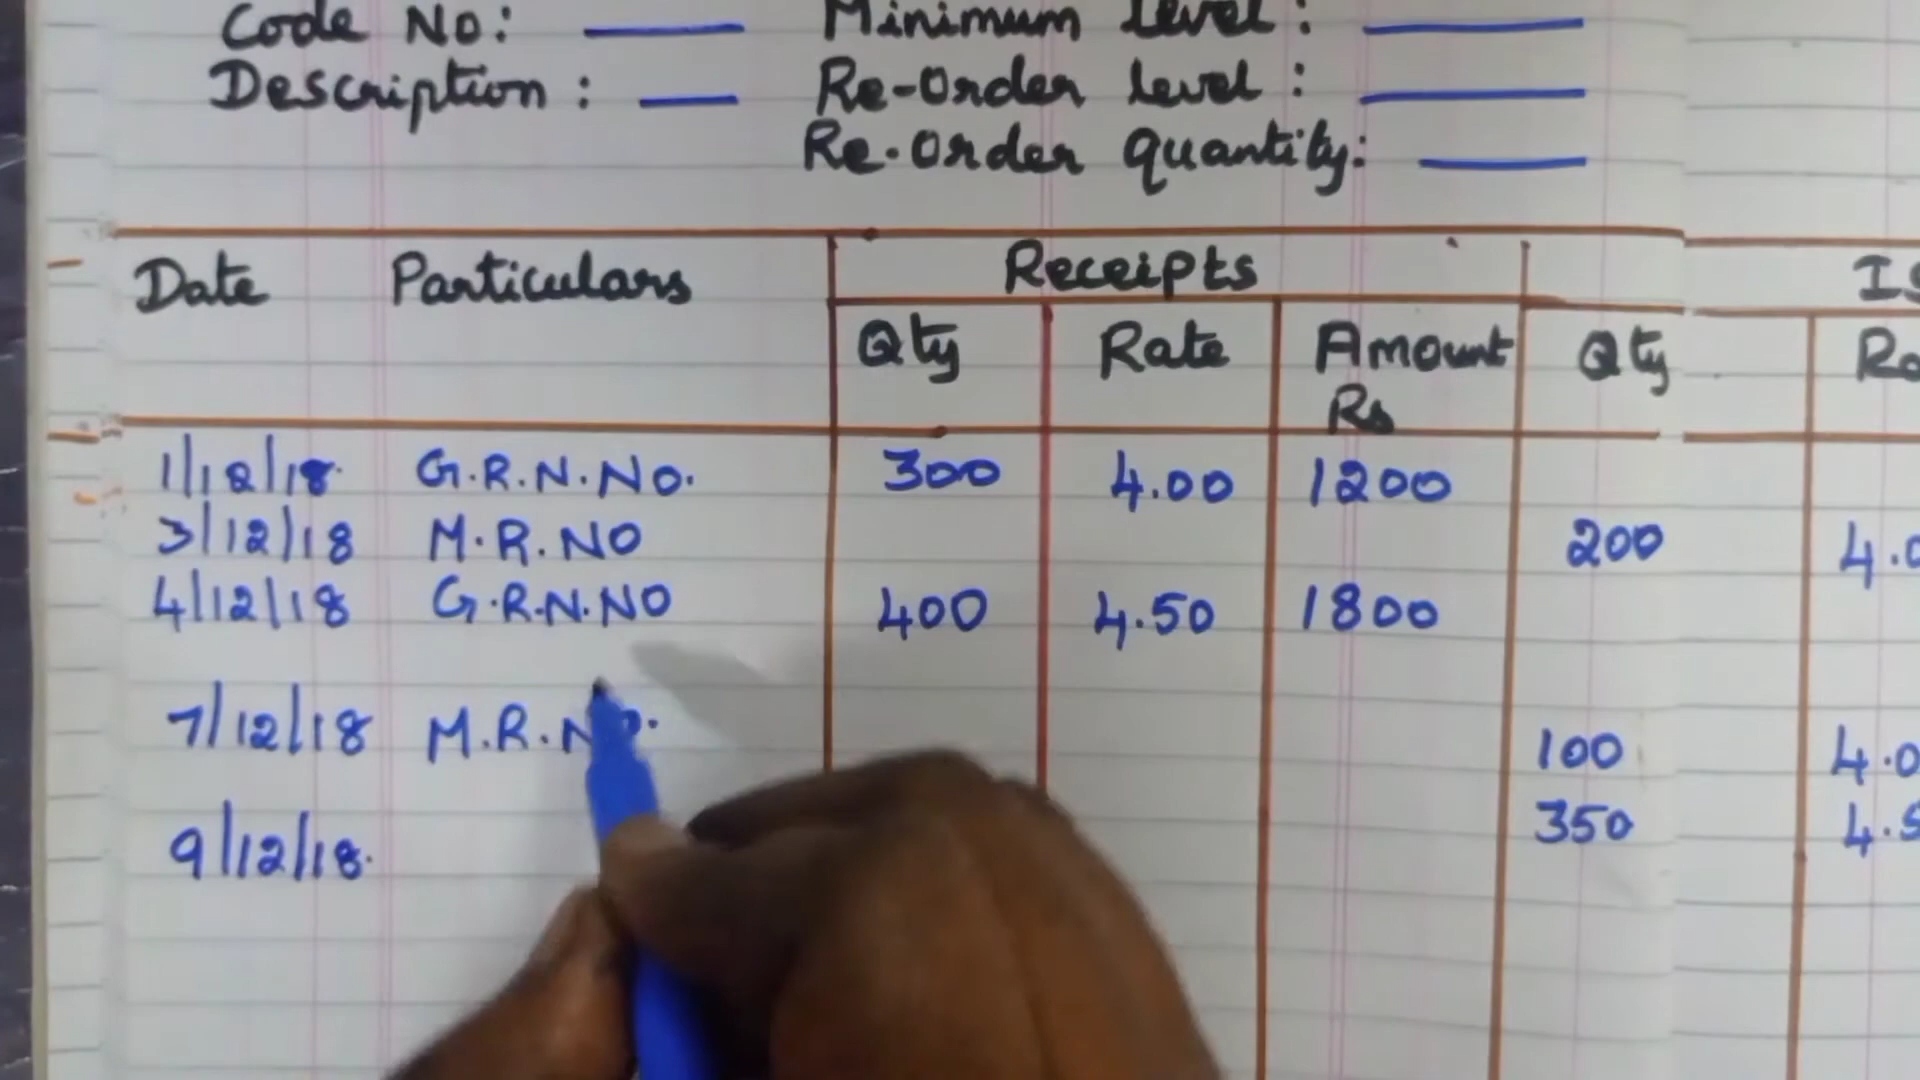 Code No: Minimum level:
Description: Re-Order level:
Re-Order quantity:
Date Particulars Receipts
Qty Rate Amount Rs Qty
1/12/18. G.R.N.No. 300 4.00 1200
3/12/18 M.R.NO 200
4/12/18 G.R.N.NO 400 4.50 1800
7/12/18 M.R.No. 100
9/12/18. 350